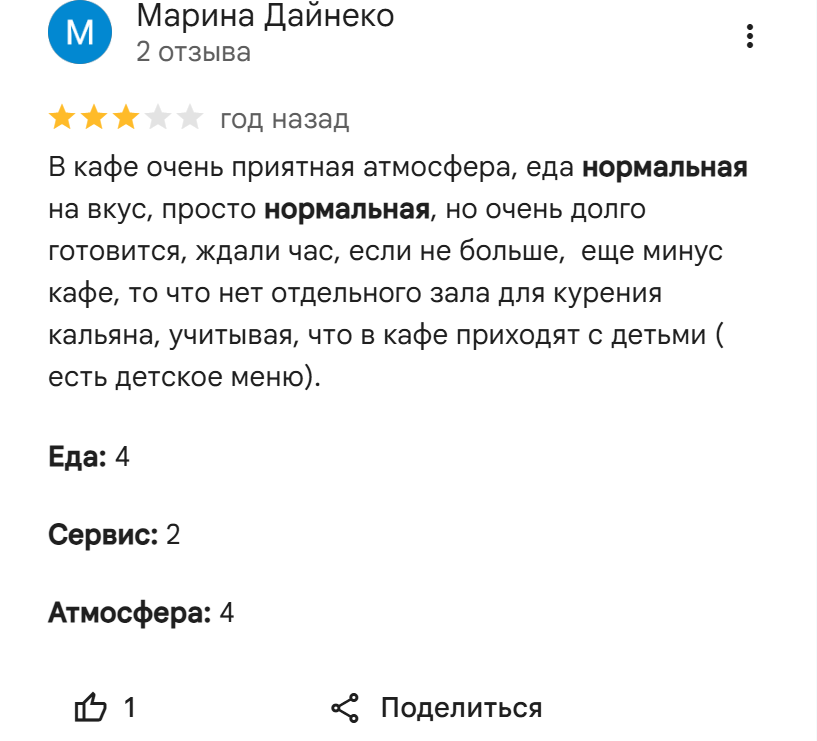 М
Марина Дайнеко
2 отзыва
год назад
В кафе очень приятная атмосфера, еда нормальная
на вкус, просто нормальная, но очень долго
готовится, ждали час, если не больше,  еще минус
кафе, то что нет отдельного зала для курения
кальяна, учитывая, что в кафе приходят с детьми (
есть детское меню).
Еда: 4
Сервис: 2
Атмосфера: 4
1
Поделиться